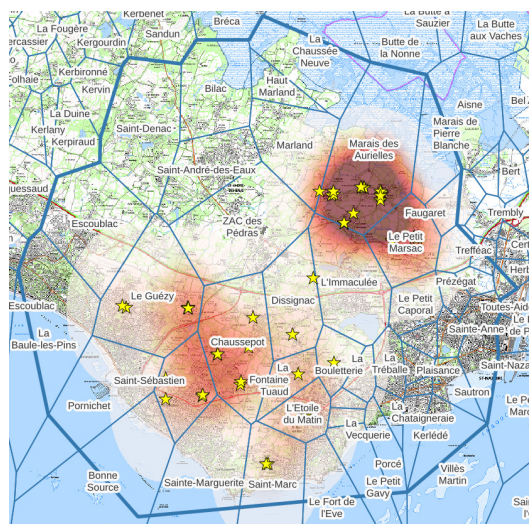 La Fougère
Kerbenet
Bréca
La Butte à
Sauzier
Sandun
La
Chaussée
Neuve
Butte de
la Nonne
La Butte
aux Vaches
Kergourdin
Kerbironné
Kervin
Bilac
Haut
Marland
Aisne
La Duine
Kerlany
Kerpiraud
Saint-Denac
Marland
Marais des
Aurielles
Marais de
Pierre
Blanche
Bert
Saint-André-des-Eaux
Trembly
Escoublac
ZAC des
Pédras
Faugaret
Le Petit
Marsac
Trefféac
L'Immaculée
Prézégat
Escoublac
Le Guézy
Dissignac
Le Petit
Caporal
Toutes-Aide
La
Baule-les-Pins
Chaussepot
Sainte-Anne
La
Bouletterie
La
Tréballe
Plaisance
Saint-Naza
Saint-Sébastien
Fontaine
Tuaud
Sautron
Pornichet
L'Etoile
du Matin
La
Chataigneraie
La
Vecquerie
Kerlédé
Porcé
Bonne
Source
Sainte-Marguerite
Saint-Marc
Le Petit
Gavy
Villès
Martin
Le Fort de
l'Eve